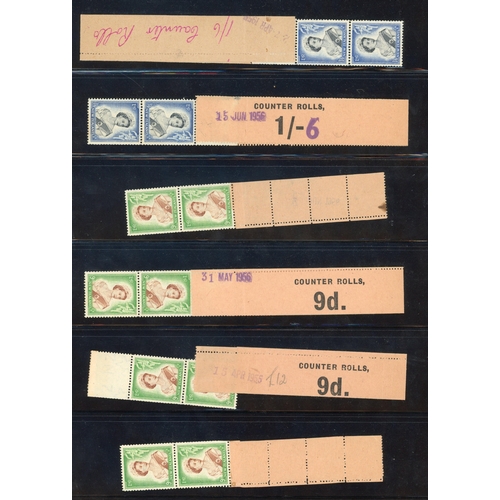 1/6 Counter Rolls
COUNTER ROLLS,
15 JUN 1956
1/-6
31 MAY 1956
COUNTER ROLLS,
9d.
COUNTER ROLLS,
9d.